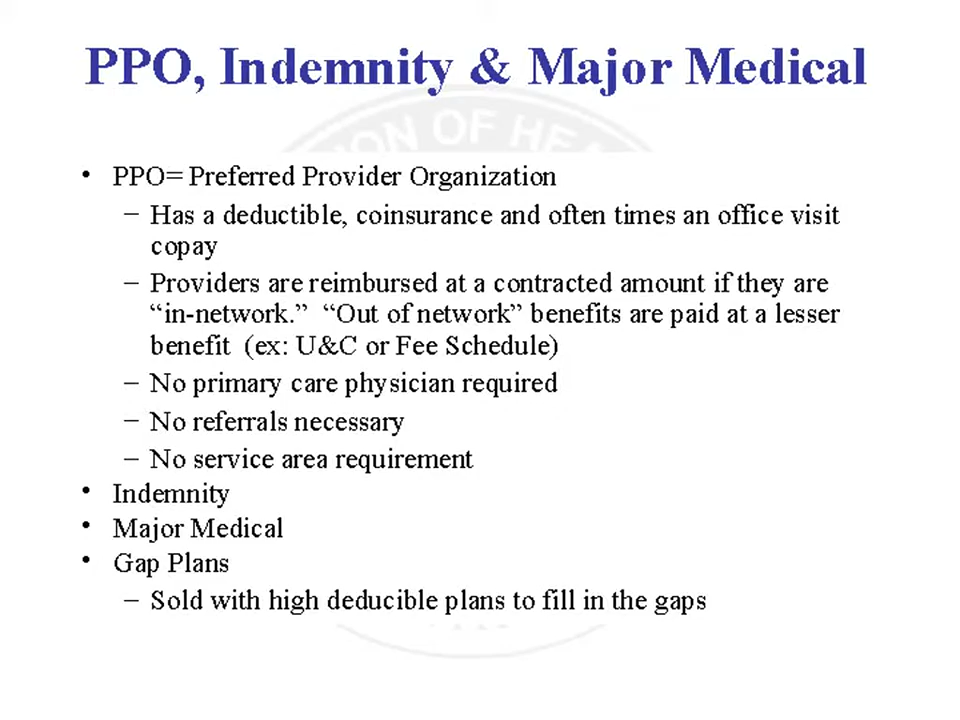 PPO, Indemnity & Major Medical
ION OF HE
• PPO= Preferred Provider Organization
– Has a deductible, coinsurance and often times an office visit
copay
– Providers are reimbursed at a contracted amount if they are
“in-network.” “Out of network” benefits are paid at a lesser
benefit (ex: U&C or Fee Schedule)
– No primary care physician required
– No referrals necessary
– No service area requirement
• Indemnity
• Major Medical
• Gap Plans
– Sold with high deducible plans to fill in the gaps